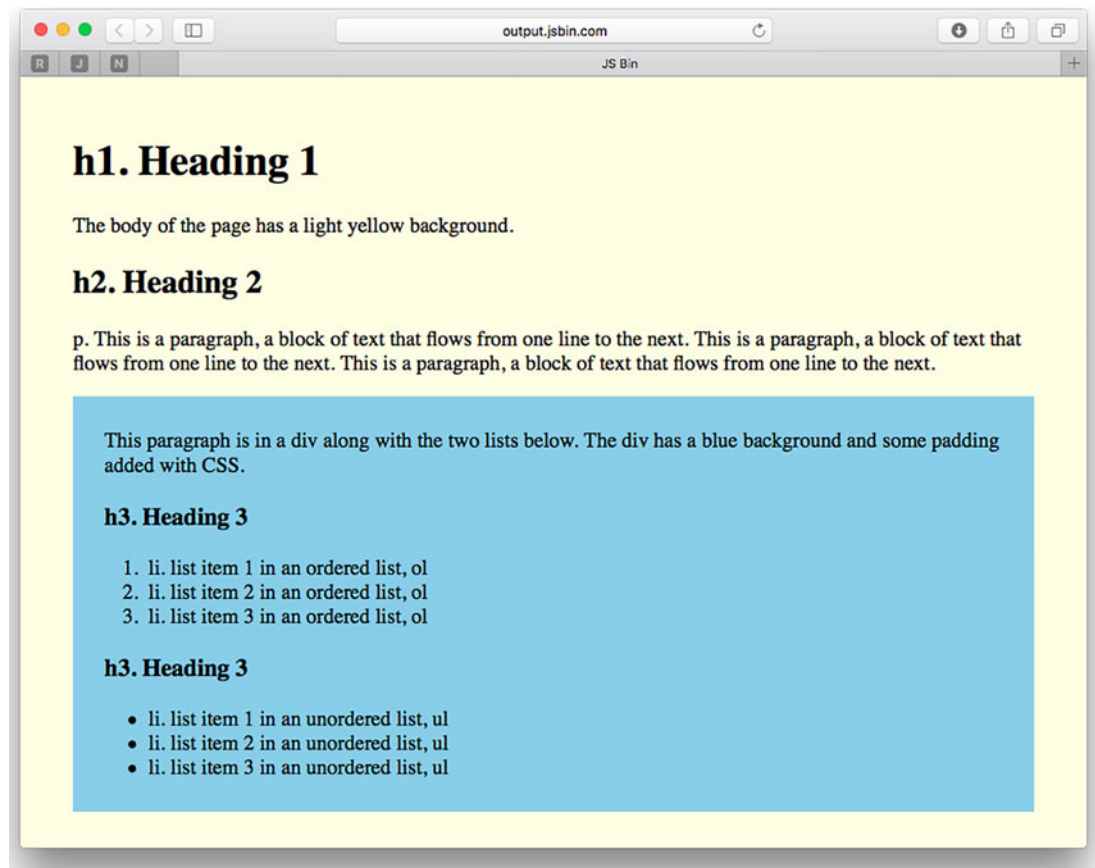 output.jsbin.com
R J N
JS Bin
h1. Heading 1
The body of the page has a light yellow background.
h2. Heading 2
p. This is a paragraph, a block of text that flows from one line to the next. This is a paragraph, a block of text that
flows from one line to the next. This is a paragraph, a block of text that flows from one line to the next.
This paragraph is in a div along with the two lists below. The div has a blue background and some padding
added with CSS.
h3. Heading 3
1. li. list item 1 in an ordered list, ol
2. li. list item 2 in an ordered list, ol
3. li. list item 3 in an ordered list, ol
h3. Heading 3
• li. list item 1 in an unordered list, ul
• li. list item 2 in an unordered list, ul
• li. list item 3 in an unordered list, ul